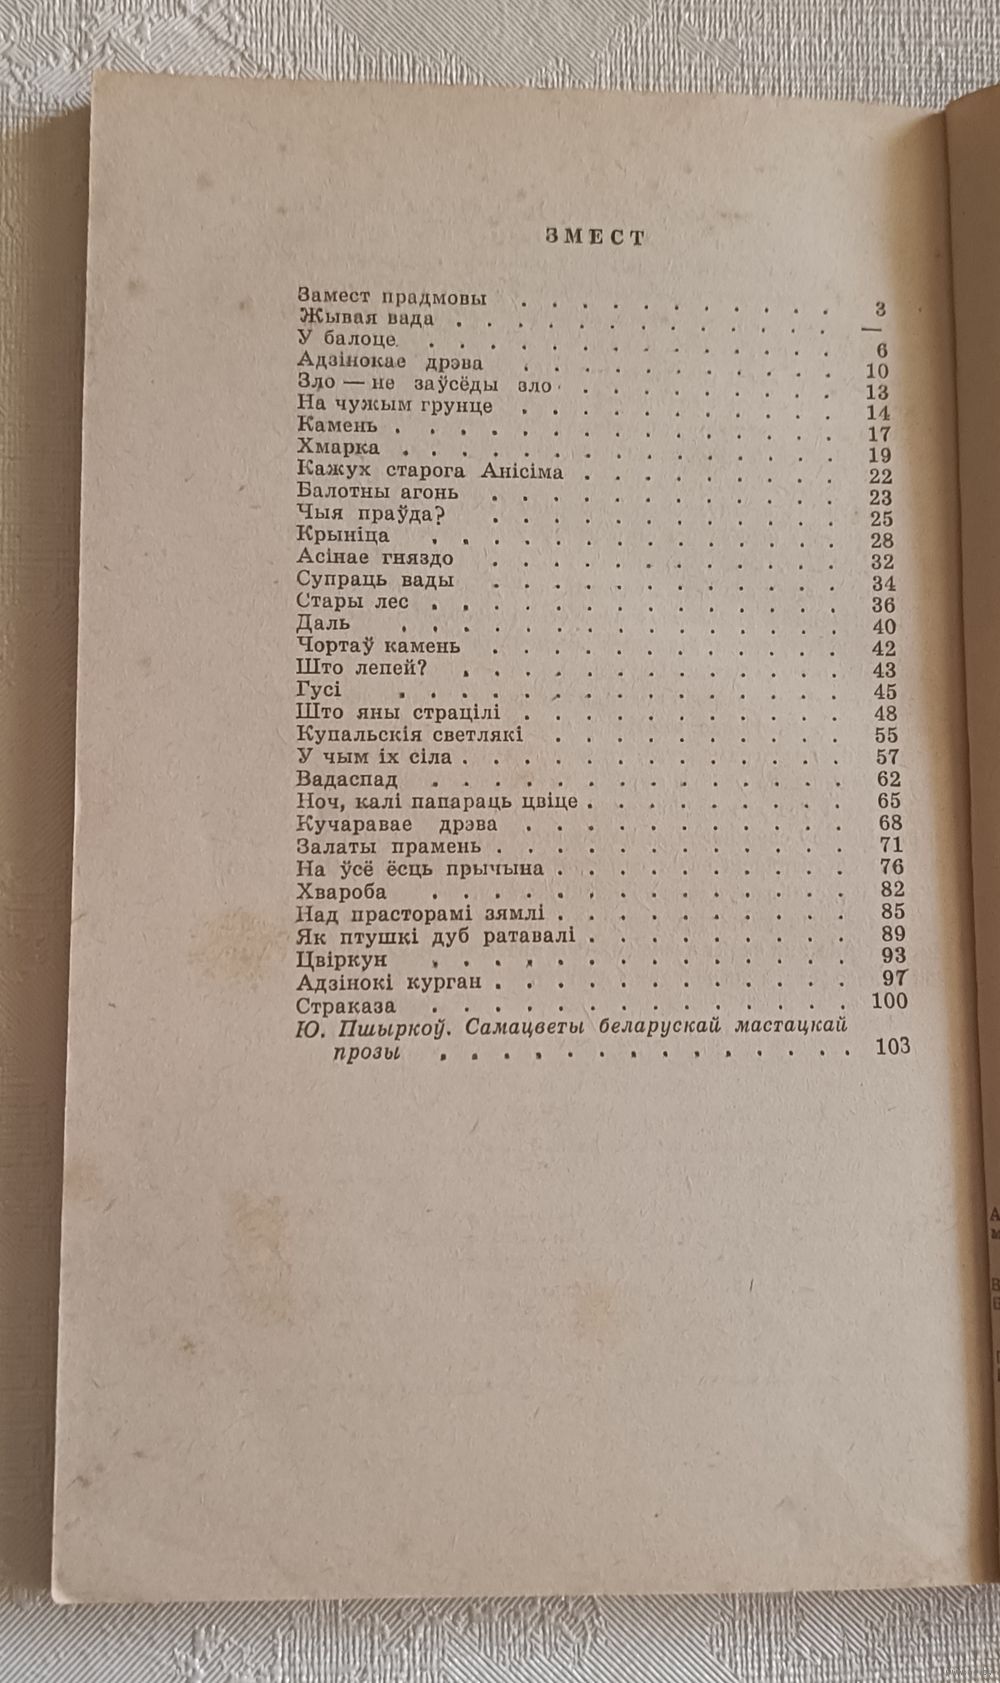 ЗМЕСТ
Замест прадмовы . . . . . . . . . . . 3
Жывая вада . . . . . . . . . . . . . —
У балоце . . . . . . . . . . . . . . 6
Адзінокае дрэва . . . . . . . . . . . 10
Зло — не заўсёды зло . . . . . . . . . 13
На чужым грунце . . . . . . . . . . . 14
Камень . . . . . . . . . . . . . . . 17
Хмарка . . . . . . . . . . . . . . . 19
Кажух старога Анісіма . . . . . . . . . 22
Балотны агонь . . . . . . . . . . . . 23
Чыя праўда? . . . . . . . . . . . . 25
Крыніца . . . . . . . . . . . . . . 28
Асінае гняздо . . . . . . . . . . . . 32
Супраць вады . . . . . . . . . . . . 34
Стары лес . . . . . . . . . . . . . . 36
Даль . . . . . . . . . . . . . . . 40
Чортаў камень . . . . . . . . . . . . 42
Што лепей? . . . . . . . . . . . . . 43
Гусі . . . . . . . . . . . . . . . 45
Што яны страцілі . . . . . . . . . . . 48
Купальскія светлякі . . . . . . . . . . 55
У чым іх сіла . . . . . . . . . . . . . 57
Вадаспад . . . . . . . . . . . . . . 62
Ноч, калі папараць цвіце . . . . . . . . . 65
Кучаравае дрэва . . . . . . . . . . . 68
Залаты прамень . . . . . . . . . . . . 71
На ўсё ёсць прычына . . . . . . . . . . 76
Хвароба . . . . . . . . . . . . . . 82
Над прасторамі зямлі . . . . . . . . . . 85
Як птушкі дуб ратавалі . . . . . . . . . 89
Цвіркун . . . . . . . . . . . . . . 93
Адзінокі курган . . . . . . . . . . . . 97
Страказа . . . . . . . . . . . . . . 100
Ю. Пшыркоў. Самацветы беларускай мастацкай
прозы . . . . . . . . . . . . . . 103